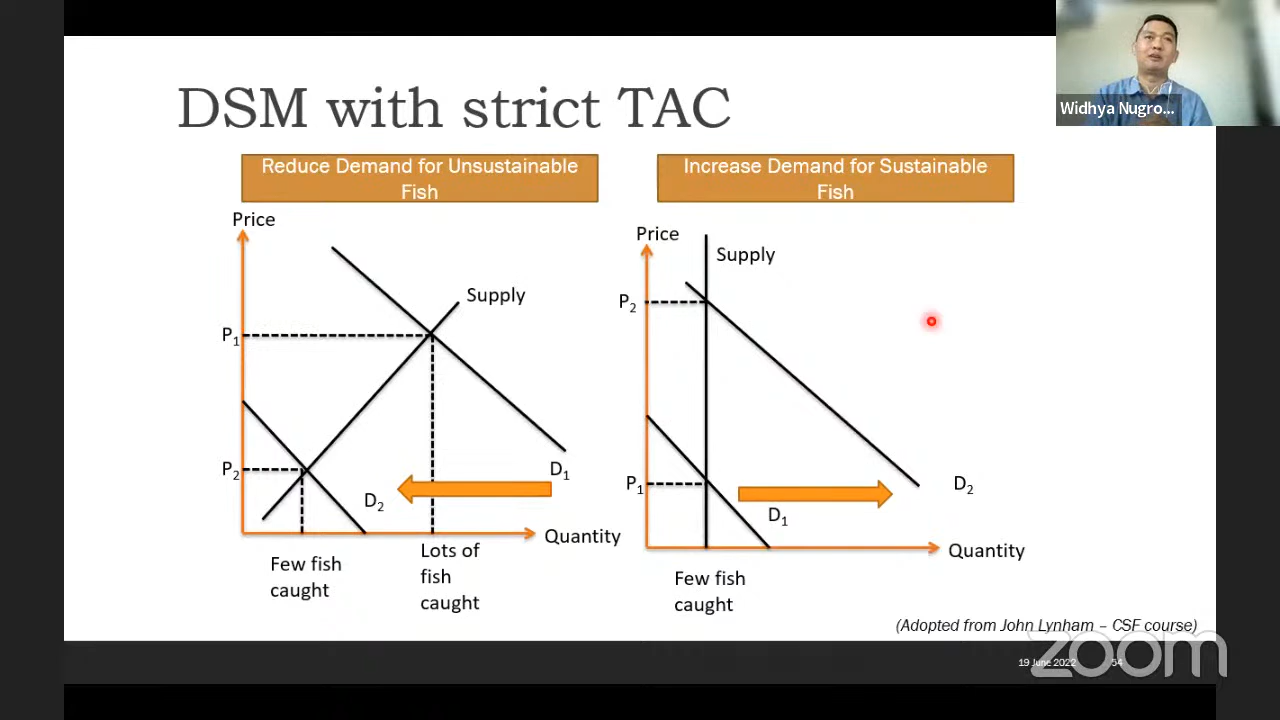 DSM with strict TAC
Widhya Nugro...
Reduce Demand for Unsustainable
Fish
Increase Demand for Sustainable
Fish
Price
Supply
P1
P2
D1
D2
Quantity
Few fish
caught
Lots of
fish
caught
Price
Supply
P2
P1
D1
D2
Quantity
Few fish
caught
(Adopted from John Lynham – CSF course)
19 June 2022
54
zoom